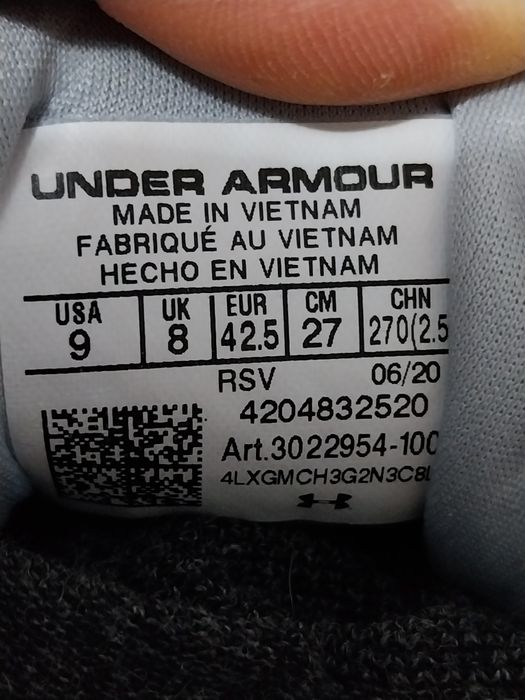 UNDER ARMOUR
MADE IN VIETNAM
FABRIQUÉ AU VIETNAM
HECHO EN VIETNAM
USA UK EUR CM CHN
9 8 42.5 27 270(2.5
RSV 06/20
4204832520
Art.3022954-100
4LXGMCH3G2N3C8